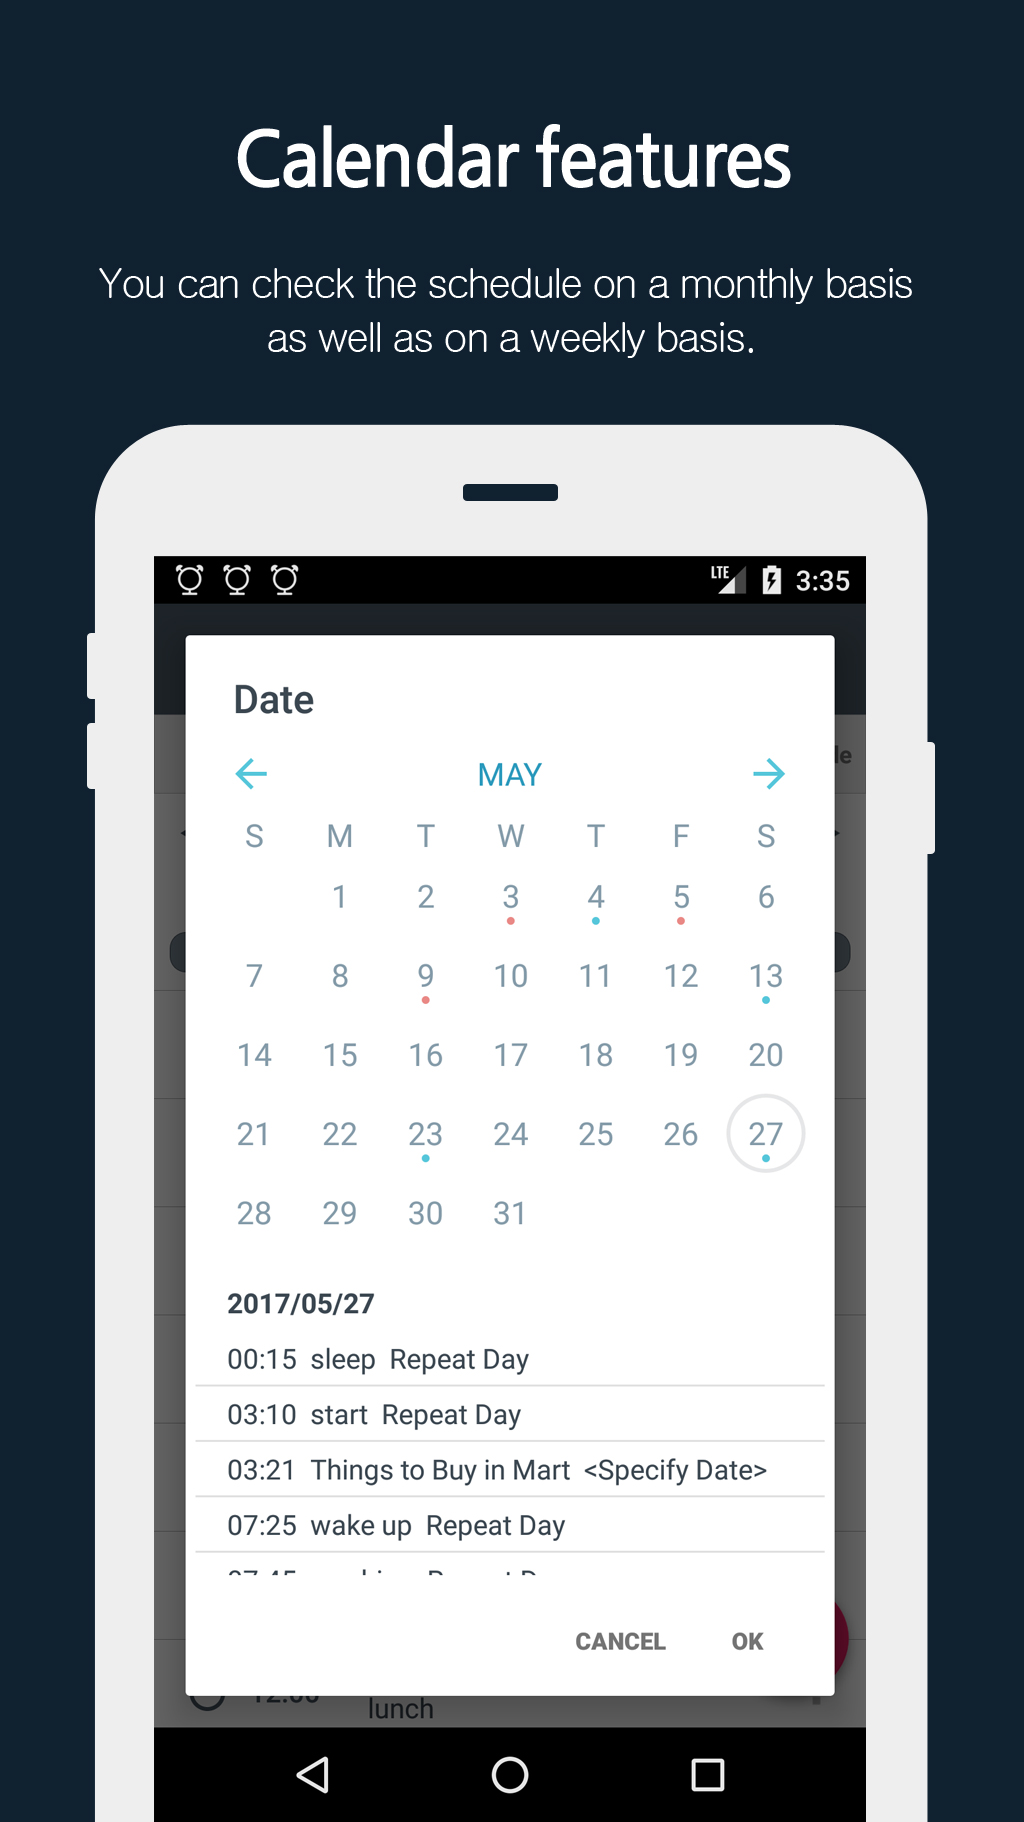 Calendar features
You can check the schedule on a monthly basis
as well as on a weekly basis.
LTE 3:35
Date
MAY
S M T W T F S
1 2 3 4 5 6
7 8 9 10 11 12 13
14 15 16 17 18 19 20
21 22 23 24 25 26 27
28 29 30 31
2017/05/27
00:15 sleep Repeat Day
03:10 start Repeat Day
03:21 Things to Buy in Mart <Specify Date>
07:25 wake up Repeat Day
CANCEL OK
lunch